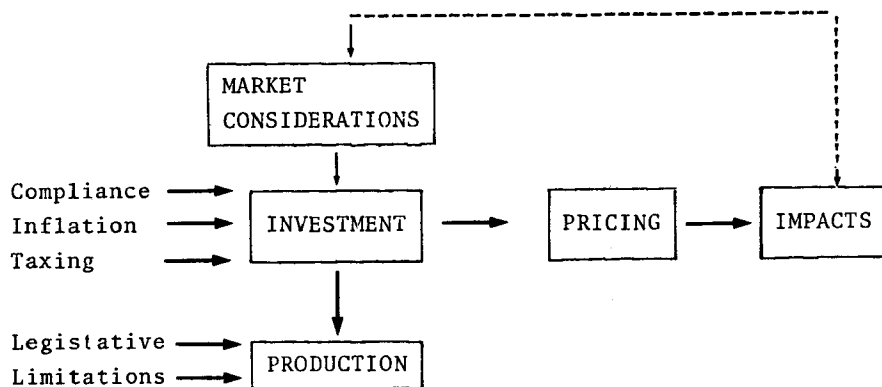 MARKET
CONSIDERATIONS
Compliance
Inflation
Taxing
INVESTMENT
PRICING
IMPACTS
Legistative
Limitations
PRODUCTION